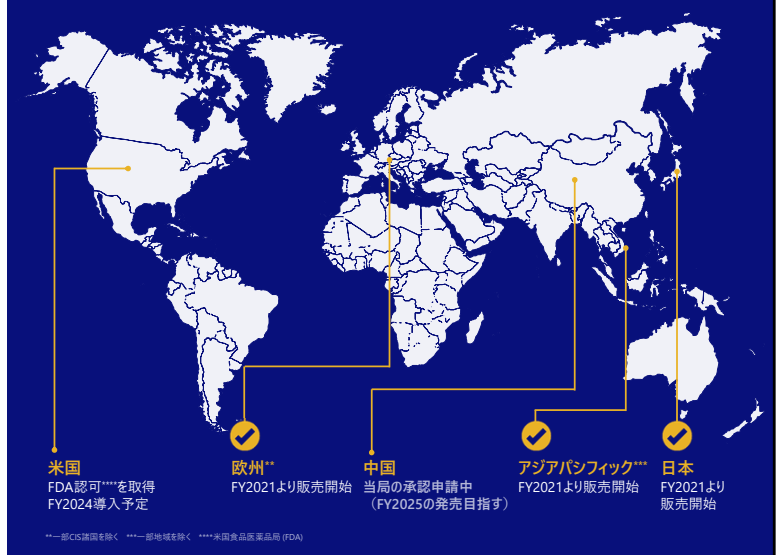 米国
FDA認可****を取得
FY2024導入予定
欧州**
FY2021より販売開始
中国
当局の承認申請中
（FY2025の発売目指す）
アジアパシフィック***
FY2021より販売開始
日本
FY2021より
販売開始
**一部CIS諸国を除く ***一部地域を除く ****米国食品医薬品局 (FDA)